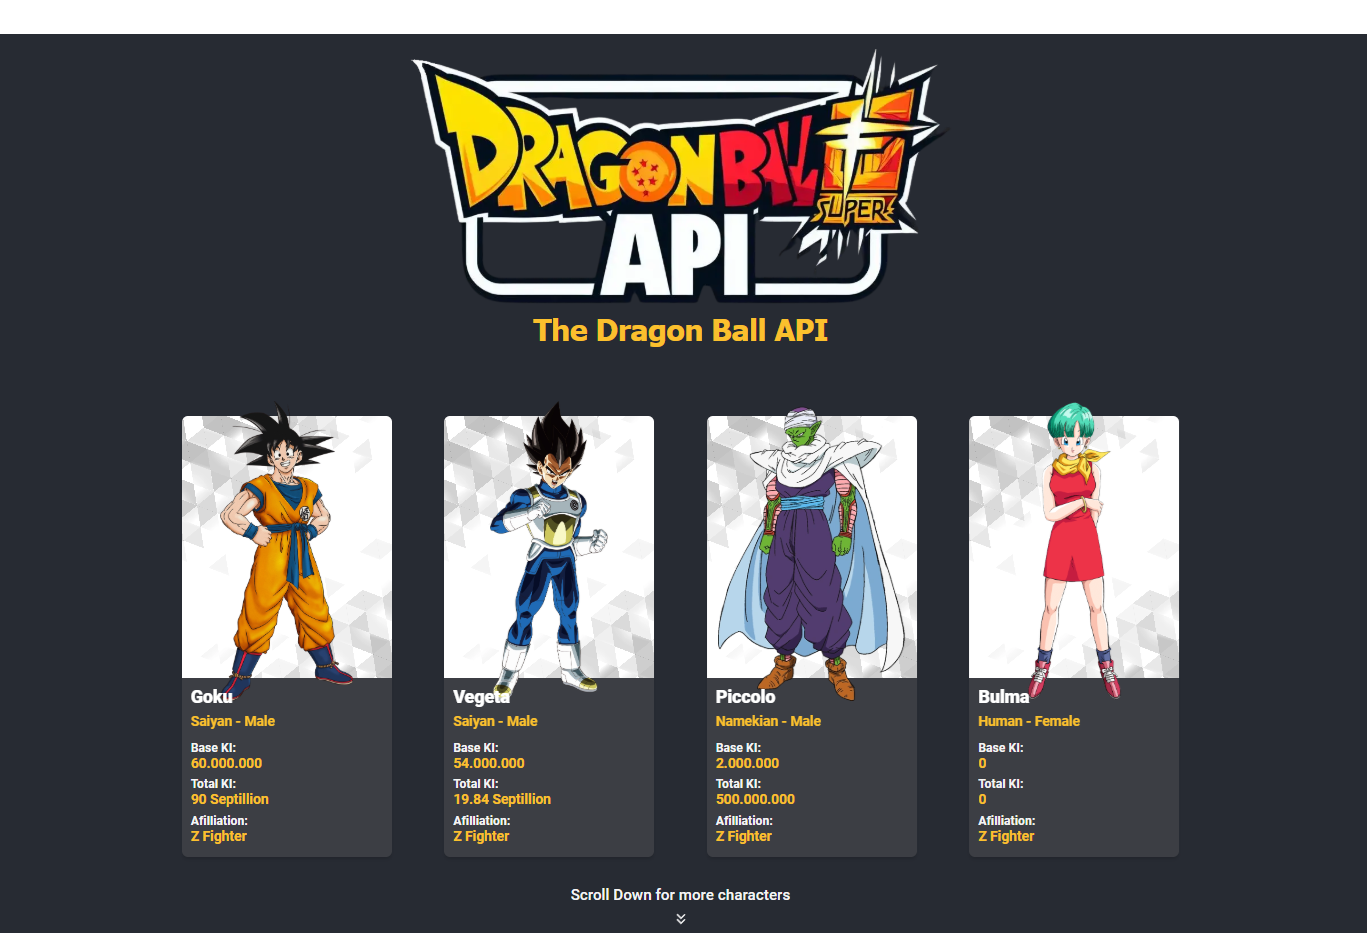 DRAGON BALL
SUPER
API
The Dragon Ball API
Goku
Saiyan - Male
Base KI:
60.000.000
Total KI:
90 Septillion
Afilliation:
Z Fighter
Vegeta
Saiyan - Male
Base KI:
54.000.000
Total KI:
19.84 Septillion
Afilliation:
Z Fighter
Piccolo
Namekian - Male
Base KI:
2.000.000
Total KI:
500.000.000
Afilliation:
Z Fighter
Bulma
Human - Female
Base KI:
0
Total KI:
0
Afilliation:
Z Fighter
Scroll Down for more characters